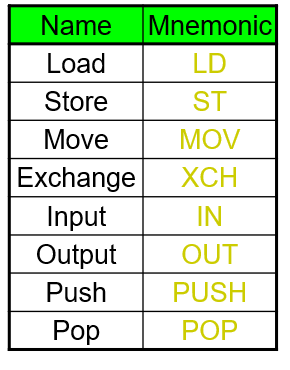 Name Mnemonic
Load LD
Store ST
Move MOV
Exchange XCH
Input IN
Output OUT
Push PUSH
Pop POP